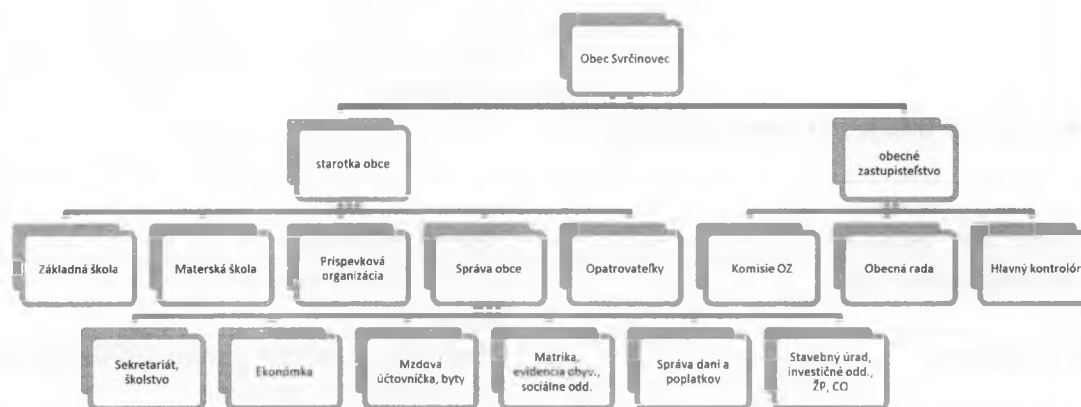 Obec Svrčinovec
starotka obce
obecné
zastupisteľstvo
Základná škola
Materská škola
Príspevková
organizácia
Správa obce
Opatrovateľky
Komisie OZ
Obecná rada
Hlavný kontrolór
Sekretariát,
školstvo
Ekonómka
Mzdova
účtovníčka, byty
Matrika,
evidencia obyv.,
sociálne odd.
Správa daní a
poplatkov
Stavebný úrad,
investičné odd.,
ŽP, CO